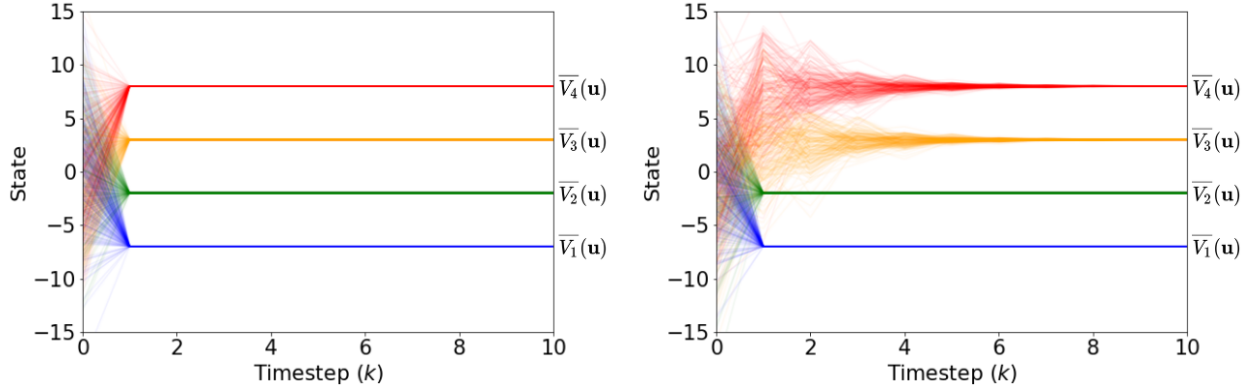 15
10
5
0
−5
−10
−15
State
0 2 4 6 8 10
Timestep (k)
V̅₄(u)
V̅₃(u)
V̅₂(u)
V̅₁(u)
15
10
5
0
−5
−10
−15
State
0 2 4 6 8 10
Timestep (k)
V̅₄(u)
V̅₃(u)
V̅₂(u)
V̅₁(u)